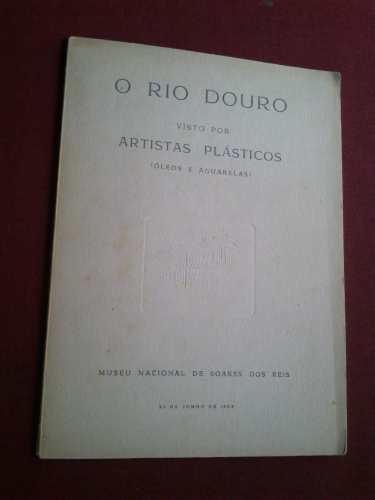 O RIO DOURO
VISTO POR
ARTISTAS PLÁSTICOS
(ÓLEOS E AGUARELAS)
MUSEU NACIONAL DE SOARES DOS REIS
DE JUNHO DE